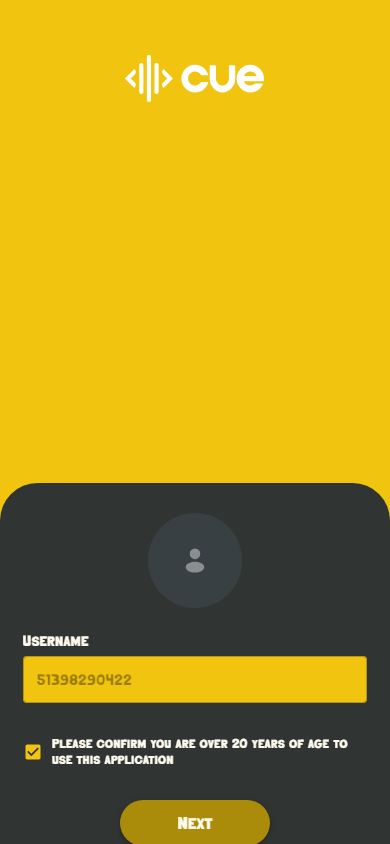 cue
Username
51398290422
Please confirm you are over 20 years of age to
use this application
Next